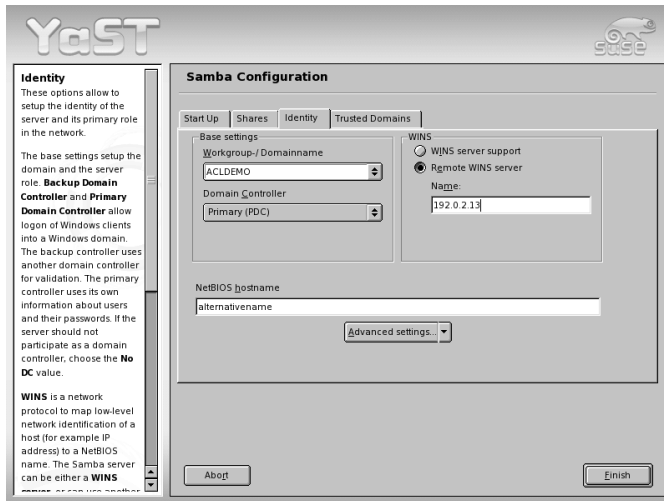 YaST
SUSE
Identity
These options allow to
setup the identity of the
server and its primary role
in the network.
The base settings setup the
domain and the server
role. Backup Domain
Controller and Primary
Domain Controller allow
logon of Windows clients
into a Windows domain.
The backup controller uses
another domain controller
for validation. The primary
controller uses its own
information about users
and their passwords. If the
server should not
participate as a domain
controller, choose the No
DC value.
WINS is a network
protocol to map low-level
network identification of a
host (for example IP
address) to a NetBIOS
name. The Samba server
can be either a WINS
server, or can use another
Samba Configuration
Start Up Shares Identity Trusted Domains
Base settings
Workgroup-/ Domainname
ACLDEMO
Domain Controller
Primary (PDC)
WINS
WINS server support
Remote WINS server
Name:
192.0.2.13
NetBIOS hostname
alternativename
Advanced settings...
Abort
Finish